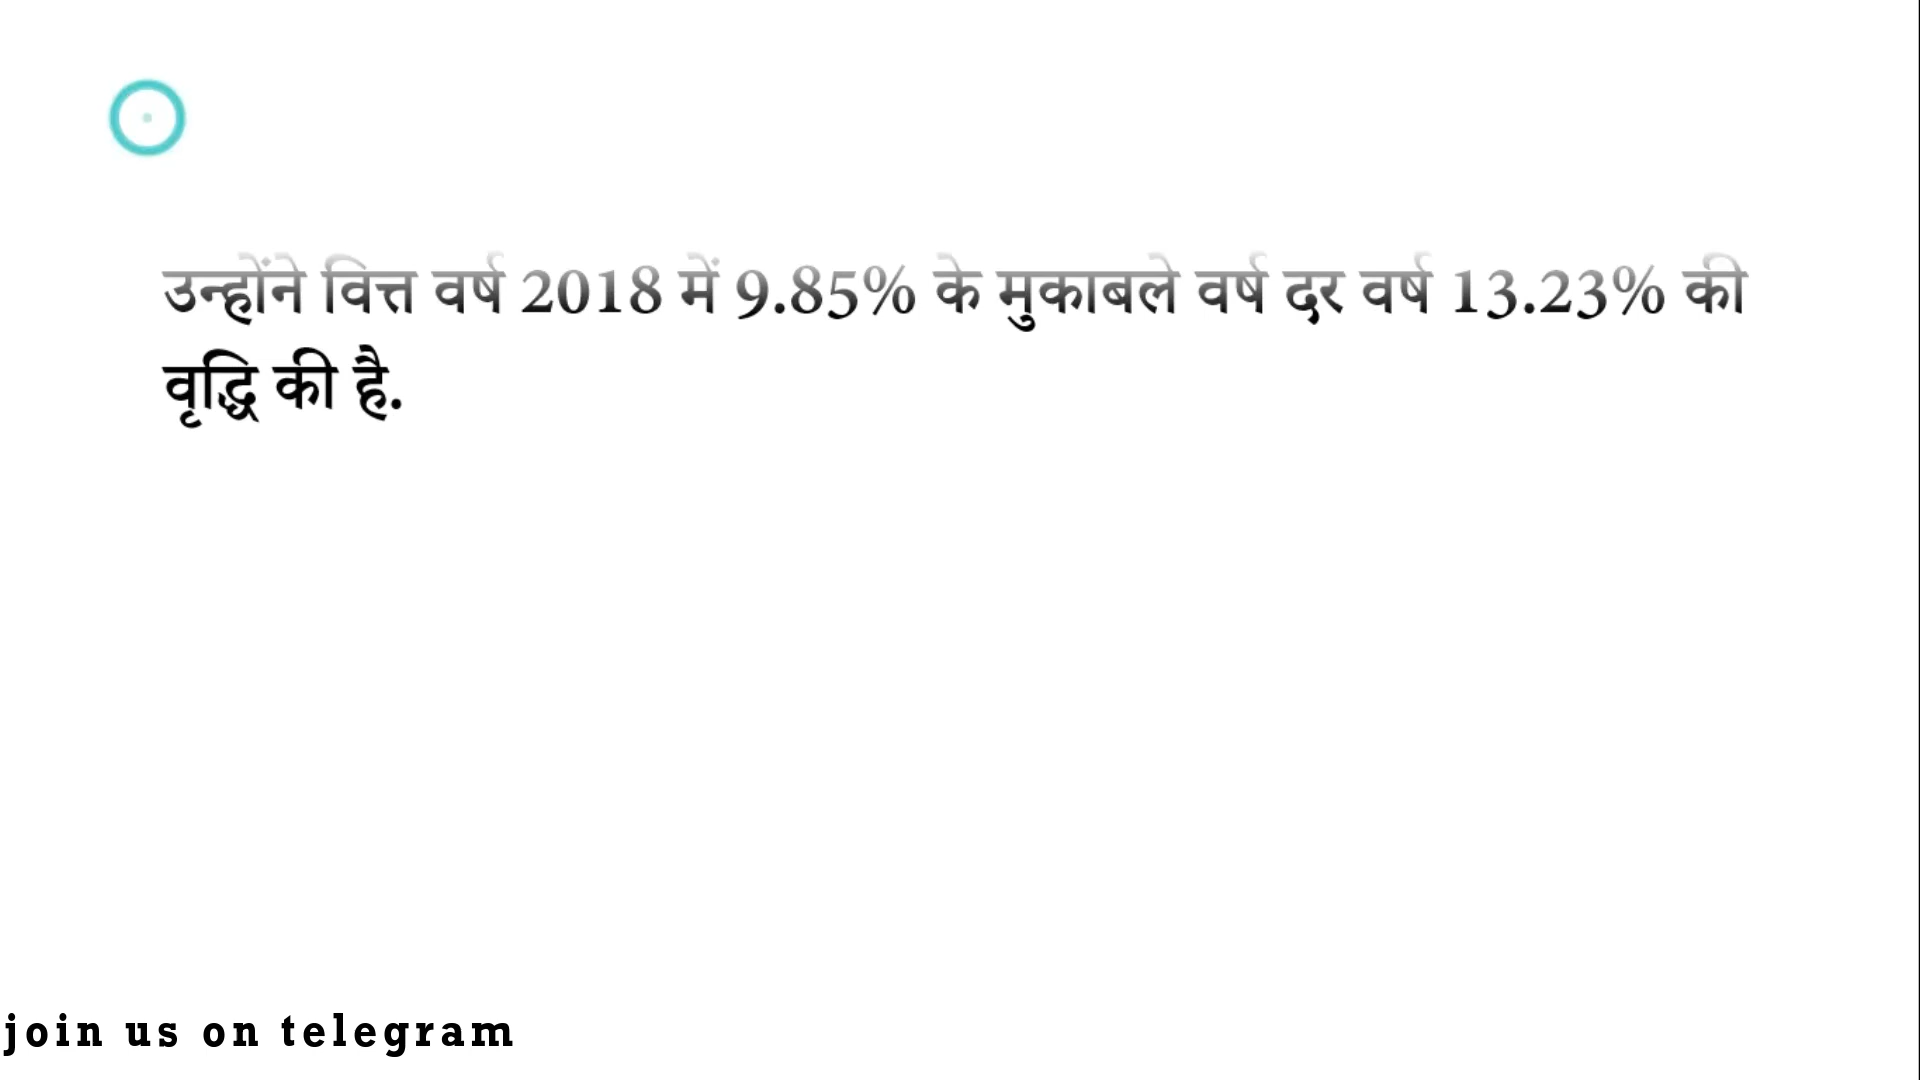 उन्होंने वित्त वर्ष 2018 में 9.85% के मुकाबले वर्ष दर वर्ष 13.23% की
वृद्धि की है.
join us on telegram